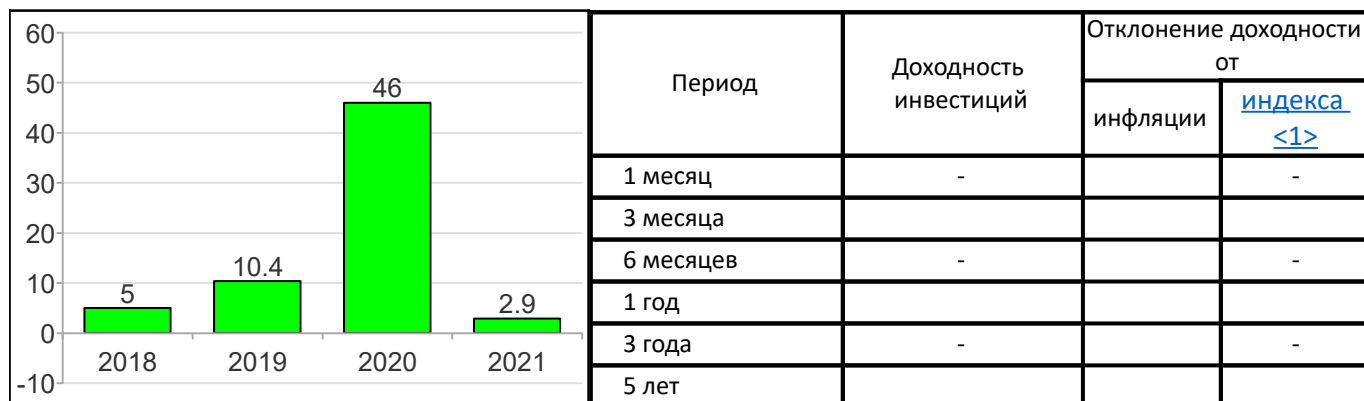 60
50
40
30
20
10
0
-10
5
10.4
46
2.9
2018 2019 2020 2021
Период
Доходность
инвестиций
Отклонение доходности
от
инфляции
индекса
<1>
1 месяц - -
3 месяца
6 месяцев - -
1 год
3 года - -
5 лет